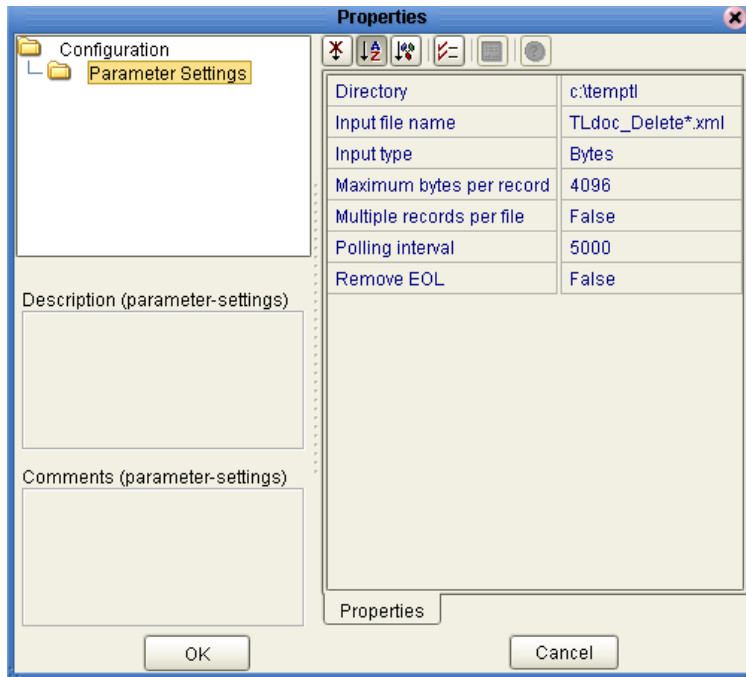 Properties
Configuration
Parameter Settings
Description (parameter-settings)
Comments (parameter-settings)
Directory c:\temptl
Input file name TLdoc_Delete*.xml
Input type Bytes
Maximum bytes per record 4096
Multiple records per file False
Polling interval 5000
Remove EOL False
Properties
OK
Cancel